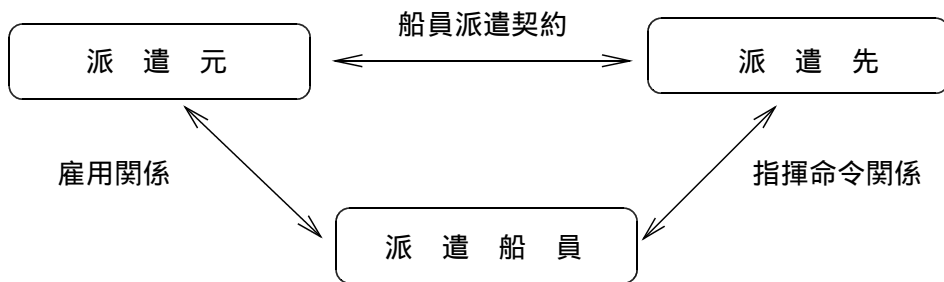 船員派遣契約
派 遣 元
派 遣 先
雇用関係
指揮命令関係
派 遣 船 員